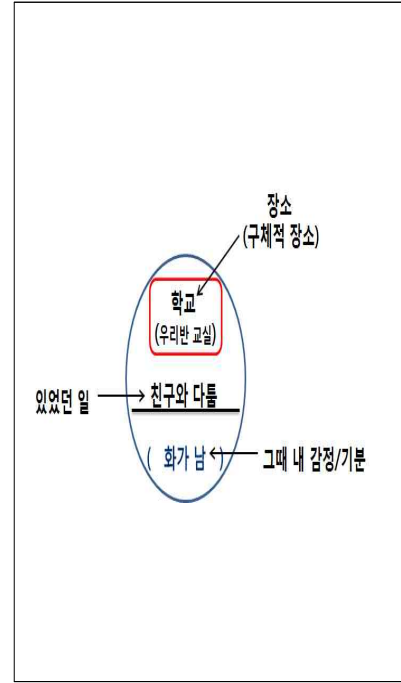 장소
(구체적 장소)
학교
(우리반 교실)
있었던 일
친구와 다툼
( 화가 남 )
그때 내 감정/기분